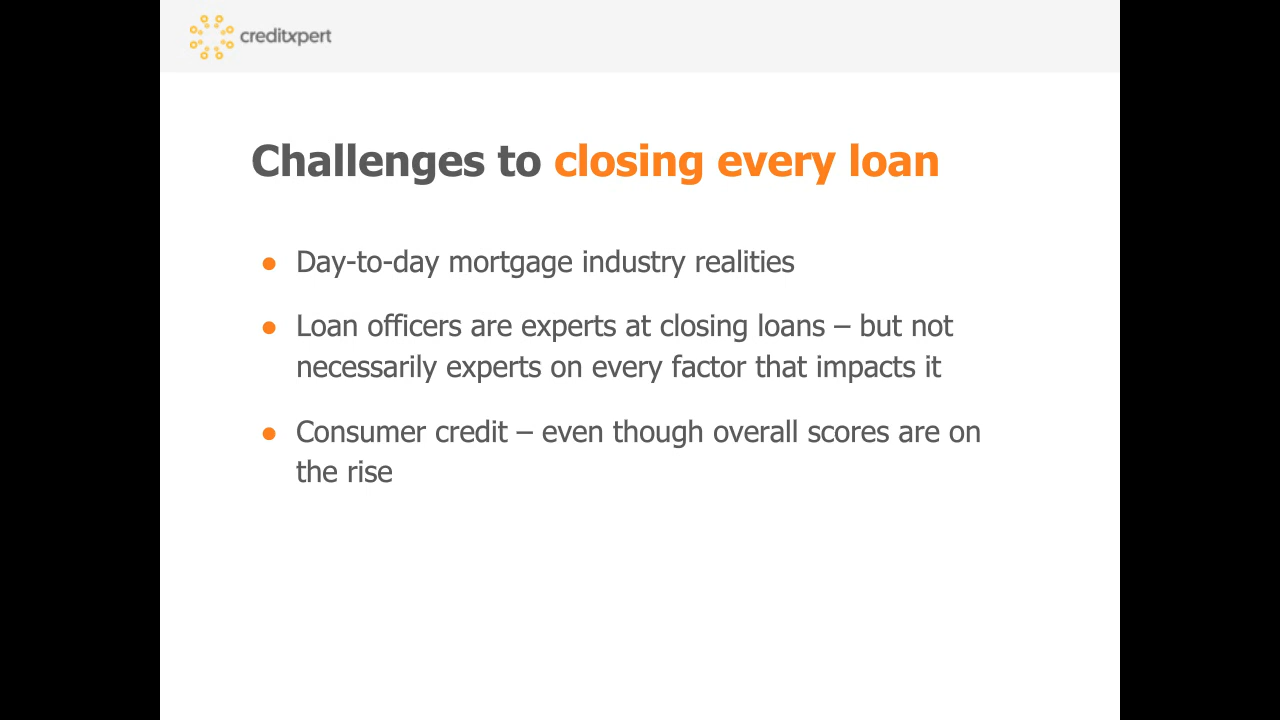 creditxpert
Challenges to closing every loan
● Day-to-day mortgage industry realities
● Loan officers are experts at closing loans – but not
necessarily experts on every factor that impacts it
● Consumer credit – even though overall scores are on
the rise